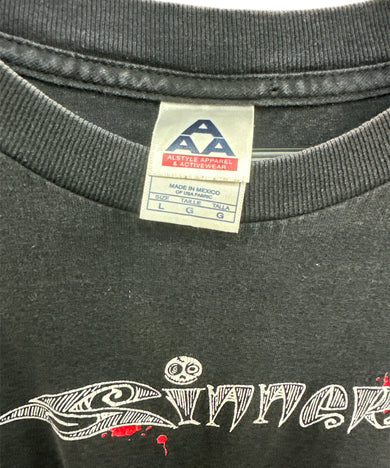 AAA
ALSTYLE APPAREL
& ACTIVEWEAR
MADE IN MEXICO
OF USA FABRIC
SIZE TAILLE TALLA
L G G
Sinner